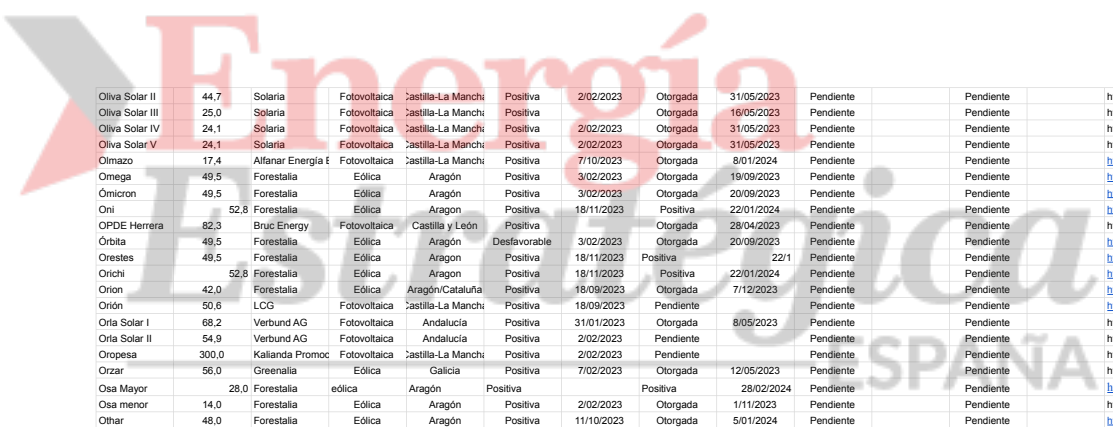 Energía
Estratégica
ESPAÑA
Oliva Solar II 44,7 Solaria Fotovoltaica Castilla-La Mancha Positiva 2/02/2023 Otorgada 31/05/2023 Pendiente Pendiente h
Oliva Solar III 25,0 Solaria Fotovoltaica Castilla-La Mancha Positiva Otorgada 16/05/2023 Pendiente Pendiente h
Oliva Solar IV 24,1 Solaria Fotovoltaica Castilla-La Mancha Positiva 2/02/2023 Otorgada 31/05/2023 Pendiente Pendiente h
Oliva Solar V 24,1 Solaria Fotovoltaica Castilla-La Mancha Positiva 2/02/2023 Otorgada 31/05/2023 Pendiente Pendiente h
Olmazo 17,4 Alfanar Energía E Fotovoltaica Castilla-La Mancha Positiva 7/10/2023 Otorgada 8/01/2024 Pendiente Pendiente h
Omega 49,5 Forestalia Eólica Aragón Positiva 3/02/2023 Otorgada 19/09/2023 Pendiente Pendiente h
Ómicron 49,5 Forestalia Eólica Aragón Positiva 3/02/2023 Otorgada 20/09/2023 Pendiente Pendiente h
Oni 52,8 Forestalia Eólica Aragon Positiva 18/11/2023 Positiva 22/01/2024 Pendiente Pendiente h
OPDE Herrera 82,3 Bruc Energy Fotovoltaica Castilla y León Positiva Otorgada 28/04/2023 Pendiente Pendiente h
Órbita 49,5 Forestalia Eólica Aragón Desfavorable 3/02/2023 Otorgada 20/09/2023 Pendiente Pendiente h
Orestes 49,5 Forestalia Eólica Aragon Positiva 18/11/2023 Positiva 22/1 Pendiente Pendiente h
Orichi 52,8 Forestalia Eólica Aragon Positiva 18/11/2023 Positiva 22/01/2024 Pendiente Pendiente h
Orion 42,0 Forestalia Eólica Aragón/Cataluña Positiva 18/09/2023 Otorgada 7/12/2023 Pendiente Pendiente h
Orión 50,6 LCG Fotovoltaica Castilla-La Mancha Positiva 18/09/2023 Pendiente Pendiente Pendiente h
Orla Solar I 68,2 Verbund AG Fotovoltaica Andalucía Positiva 31/01/2023 Otorgada 8/05/2023 Pendiente Pendiente h
Orla Solar II 54,9 Verbund AG Fotovoltaica Andalucía Positiva 2/02/2023 Pendiente Pendiente Pendiente h
Oropesa 300,0 Kalianda Promoc Fotovoltaica Castilla-La Mancha Positiva 2/02/2023 Pendiente Pendiente Pendiente h
Orzar 56,0 Greenalia Eólica Galicia Positiva 7/02/2023 Otorgada 12/05/2023 Pendiente Pendiente h
Osa Mayor 28,0 Forestalia eólica Aragón Positiva Positiva 28/02/2024 Pendiente Pendiente h
Osa menor 14,0 Forestalia Eólica Aragón Positiva 2/02/2023 Otorgada 1/11/2023 Pendiente Pendiente h
Othar 48,0 Forestalia Eólica Aragón Positiva 11/10/2023 Otorgada 5/01/2024 Pendiente Pendiente h